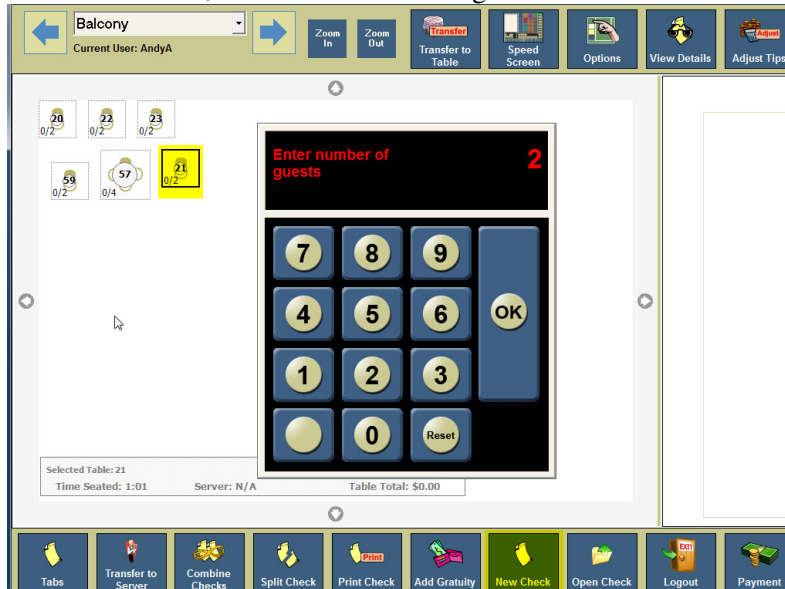 Balcony
Current User: AndyA
Zoom
In
Zoom
Out
Transfer
Transfer to
Table
Speed
Screen
Options
View Details
Adjust
Adjust Tips
20
0/2
22
0/2
23
0/2
59
0/2
57
0/4
21
0/2
Enter number of
guests
2
7
8
9
4
5
6
OK
1
2
3
0
Reset
Selected Table: 21
Time Seated: 1:01
Server: N/A
Table Total: $0.00
Tabs
Transfer to
Server
Combine
Checks
Split Check
Print
Print Check
Add Gratuity
New Check
Open Check
EXIT
Logout
Payment